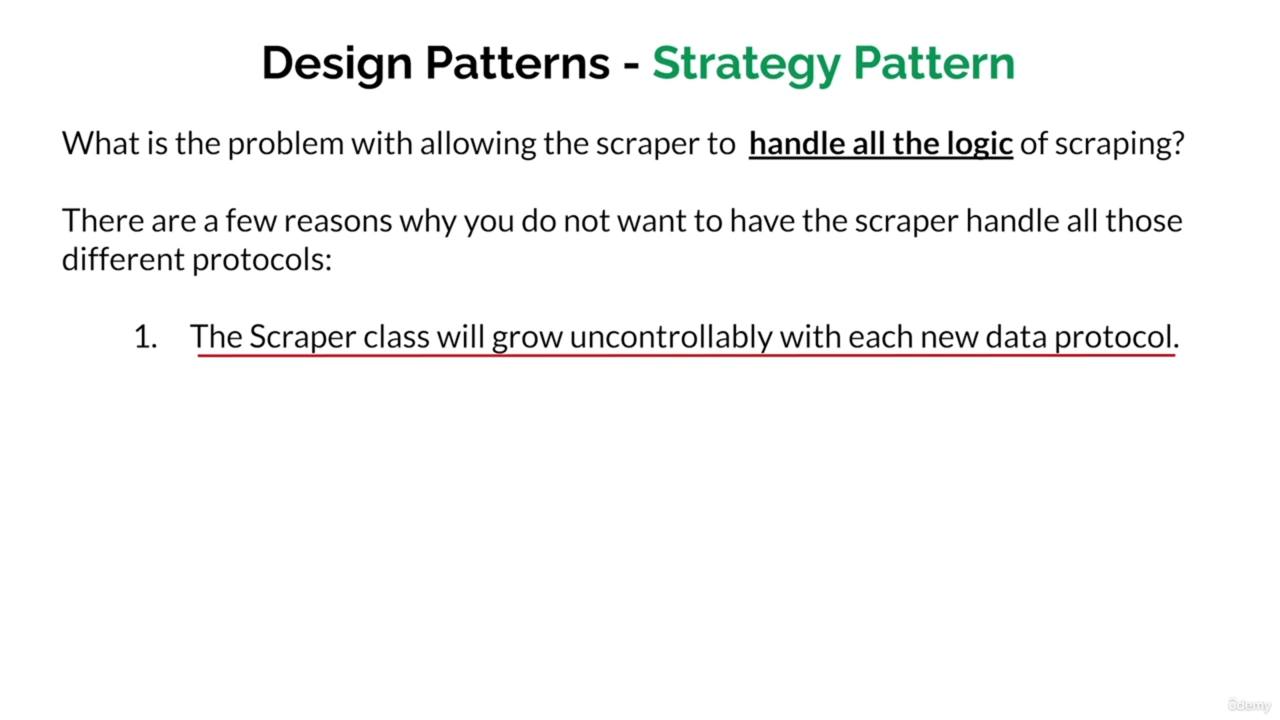 Design Patterns - Strategy Pattern
What is the problem with allowing the scraper to handle all the logic of scraping?
There are a few reasons why you do not want to have the scraper handle all those
different protocols:
1. The Scraper class will grow uncontrollably with each new data protocol.
ûdemy